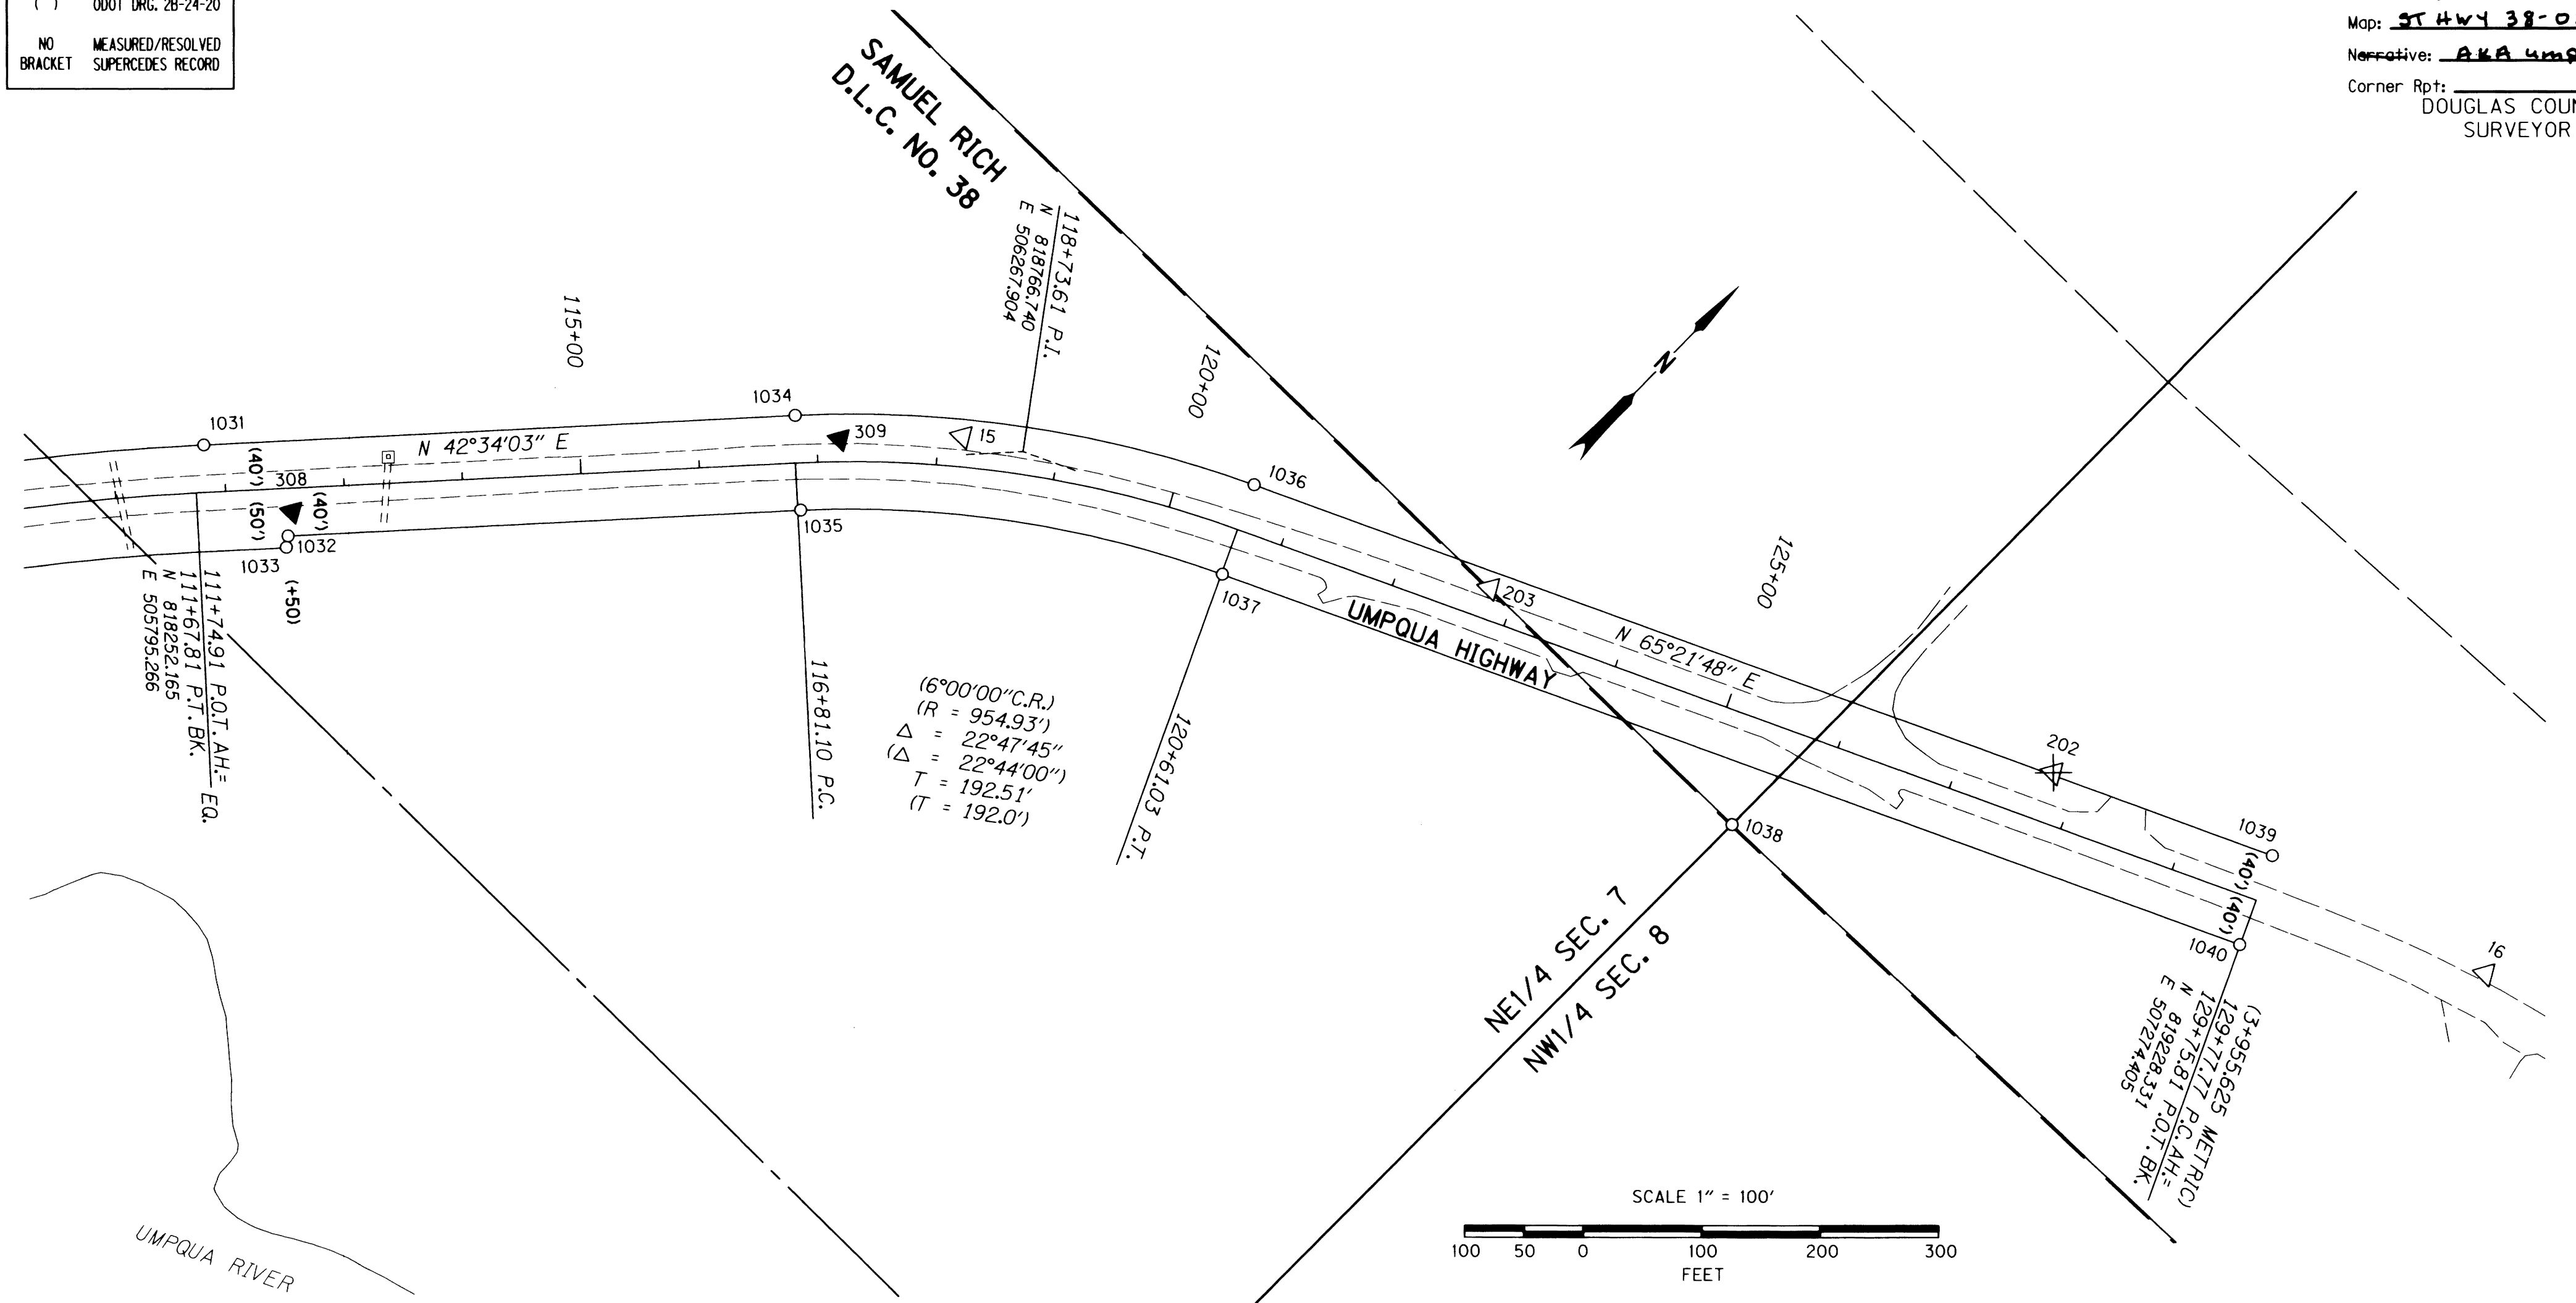 ( ) ODOT DRG. 2B-24-20
NO BRACKET MEASURED/RESOLVED SUPERCEDES RECORD
Map: ST HWY 38-0
Narrative: AKA ump
Corner Rpt:
DOUGLAS COUN
SURVEYOR
SAMUEL RICH
D.L.C. NO. 38
118+73.61 P.I.
N 818766.740
E 506267.904
115+00
120+00
125+00
N
1031
1034
309
15
1036
N 42°34'03" E
(40')
308
(40')
(50')
1032
1033
(+50)
1035
1037
203
UMPQUA HIGHWAY
N 65°21'48" E
202
1039
1038
(40')
(40')
1040
16
111+74.91 P.O.T. AH.= EQ.
111+67.81 P.T. BK.
N 818252.165
E 505795.266
116+81.10 P.C.
(6°00'00"C.R.)
(R = 954.93')
Δ = 22°47'45"
(Δ = 22°44'00")
T = 192.51'
(T = 192.0')
120+61.03 P.T.
NE1/4 SEC. 7
NW1/4 SEC. 8
(3+955.625 METRIC)
129+77.77 P.C. AH.=
129+75.81 P.O.T. BK.
N 819228.331
E 507274.405
UMPQUA RIVER
SCALE 1" = 100'
100 50 0 100 200 300
FEET